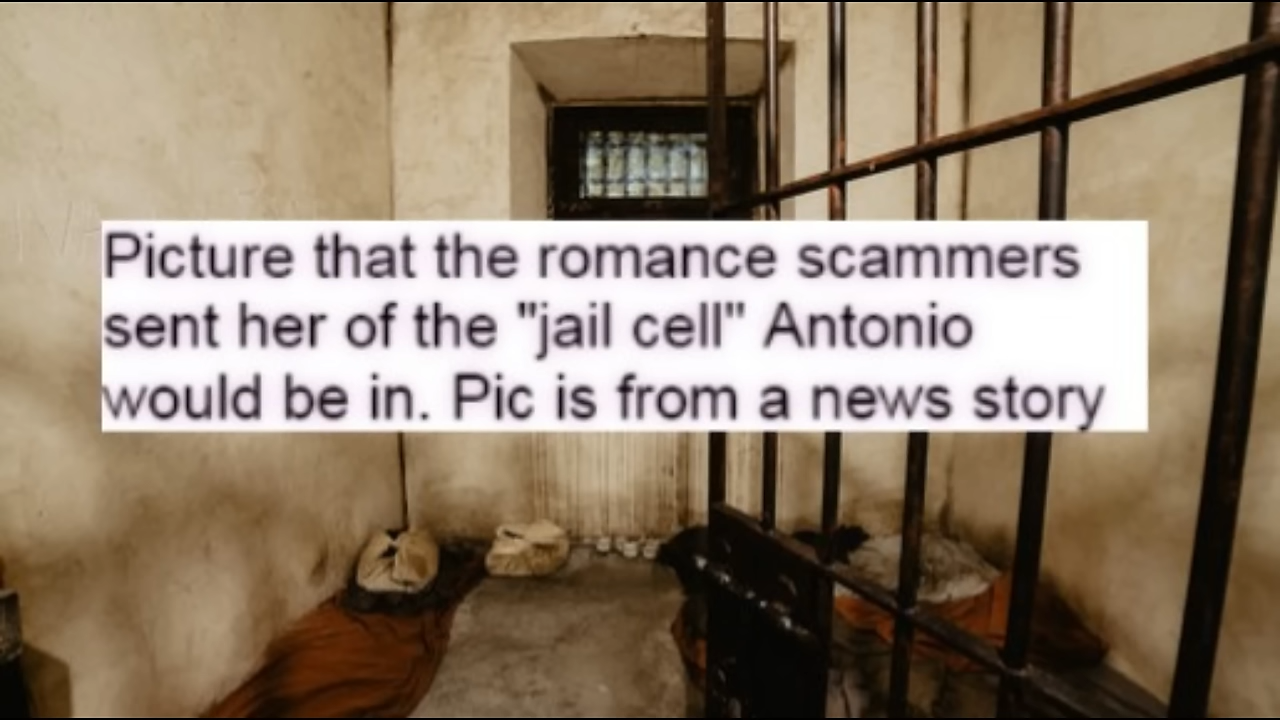 Picture that the romance scammers
sent her of the "jail cell" Antonio
would be in. Pic is from a news story